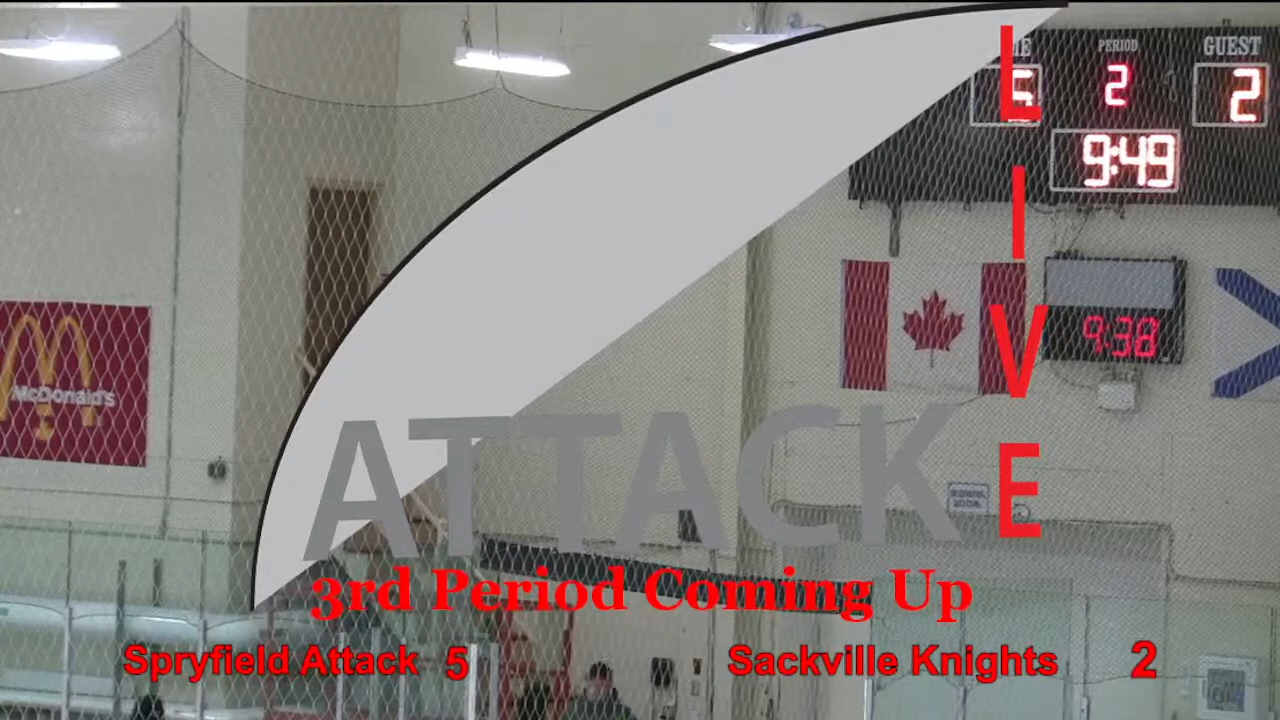 PERIOD
GUEST
5
2
2
9:49
9:38
LIVE
McDonald's
ATTACK
3rd Period Coming Up
Spryfield Attack 5
Sackville Knights 2